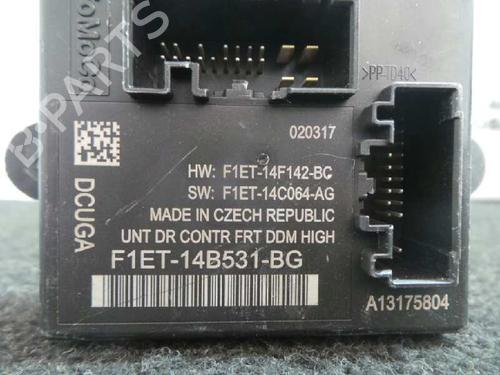 FoMoCo
>PP-TD40<
020317
HW: F1ET-14F142-BC
SW: F1ET-14C064-AG
MADE IN CZECH REPUBLIC
UNT DR CONTR FRT DDM HIGH
DCUGA
F1ET-14B531-BG
A13175804
B-PARTS